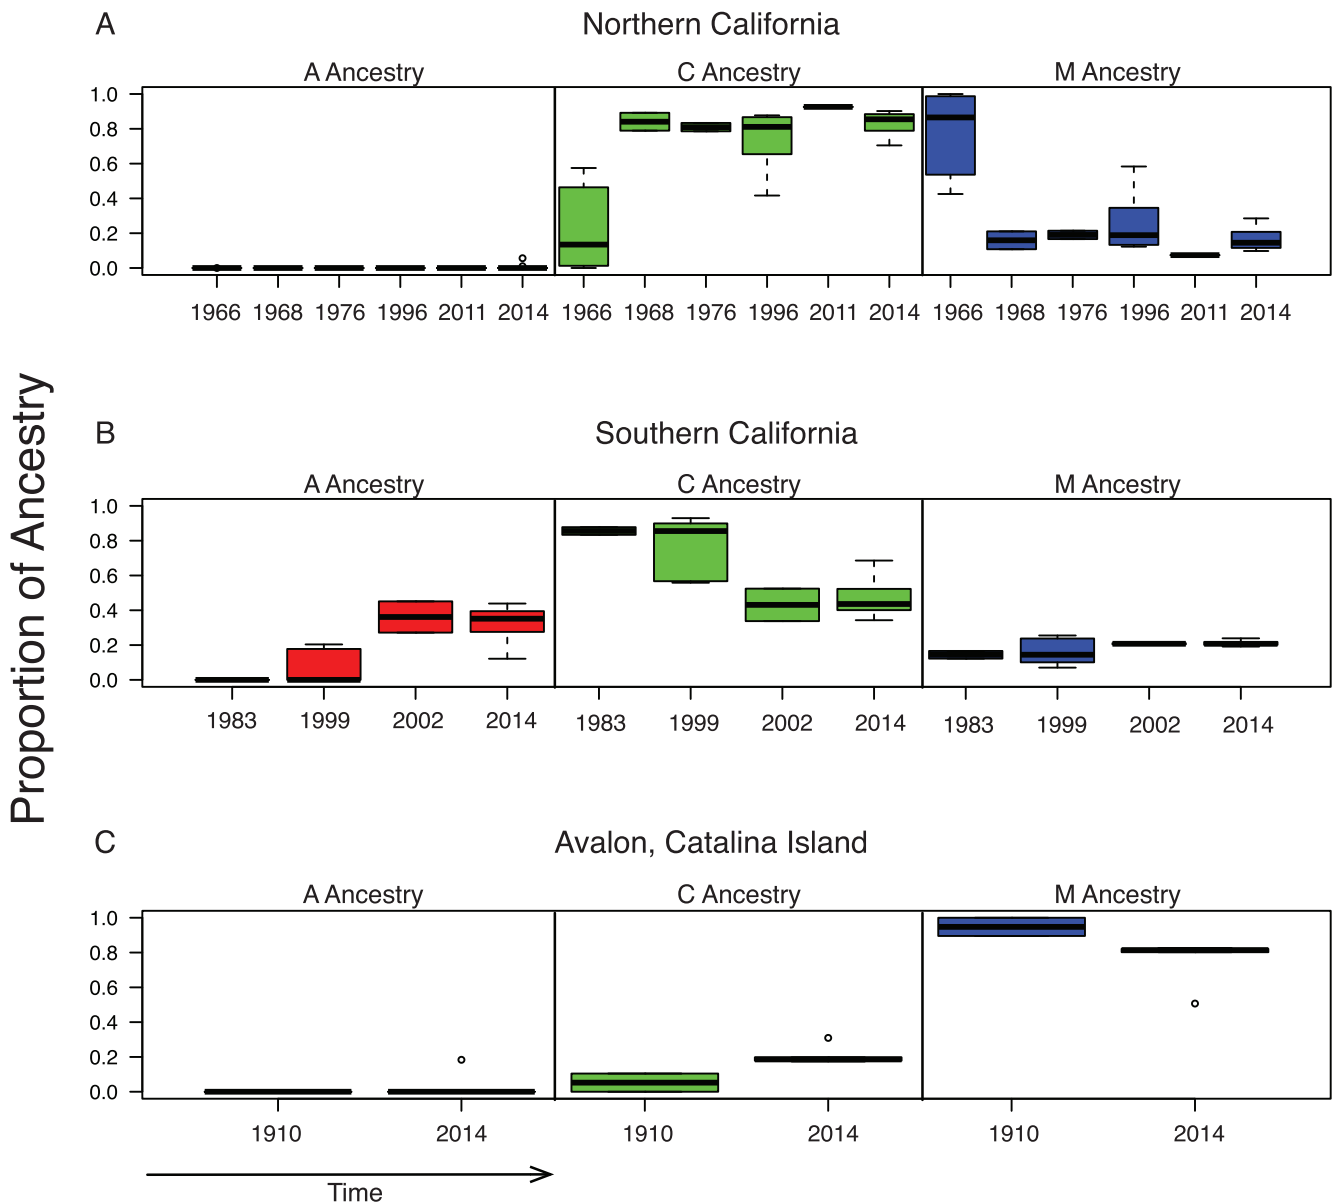 A
Northern California
A Ancestry
C Ancestry
M Ancestry
1.0
0.8
0.6
0.4
0.2
0.0
1966 1968 1976 1996 2011 2014 1966 1968 1976 1996 2011 2014 1966 1968 1976 1996 2011 2014
Proportion of Ancestry
B
Southern California
A Ancestry
C Ancestry
M Ancestry
1.0
0.8
0.6
0.4
0.2
0.0
1983 1999 2002 2014 1983 1999 2002 2014 1983 1999 2002 2014
C
Avalon, Catalina Island
A Ancestry
C Ancestry
M Ancestry
1.0
0.8
0.6
0.4
0.2
0.0
1910 2014 1910 2014 1910 2014
Time